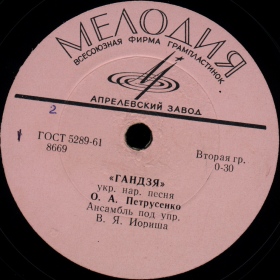 МЕЛОДИЯ
ВСЕСОЮЗНАЯ ФИРМА ГРАМПЛАСТИНОК
АПРЕЛЕВСКИЙ ЗАВОД
2
ГОСТ 5289-61
8669
Вторая гр.
0-30
«ГАНДЗЯ»
укр. нар. песня
О. А. Петрусенко
Ансамбль под упр.
В. Я. Иориша